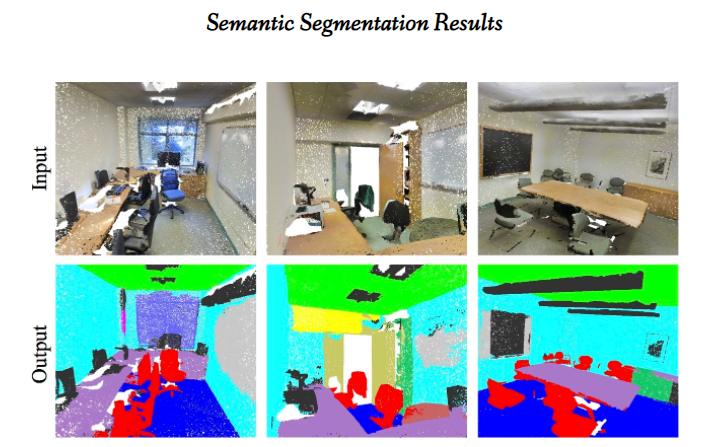 Semantic Segmentation Results
Input
Output